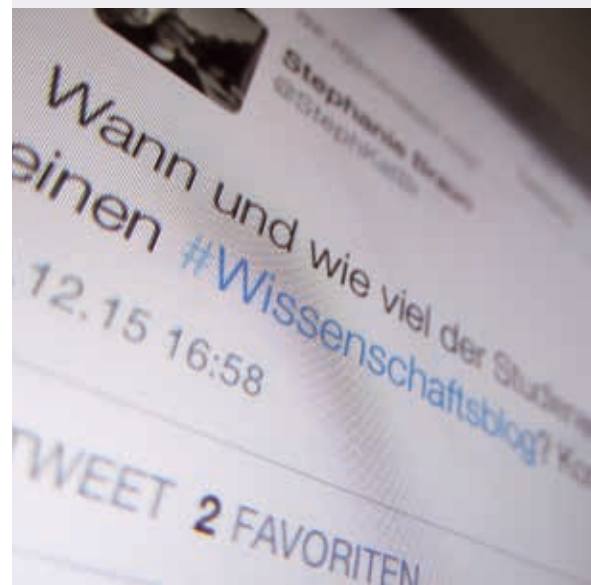 Stephanie Braun
Wann und wie viel der
einen #Wissenschaftsblog?
12.15 16:58
TWEET 2 FAVORITEN